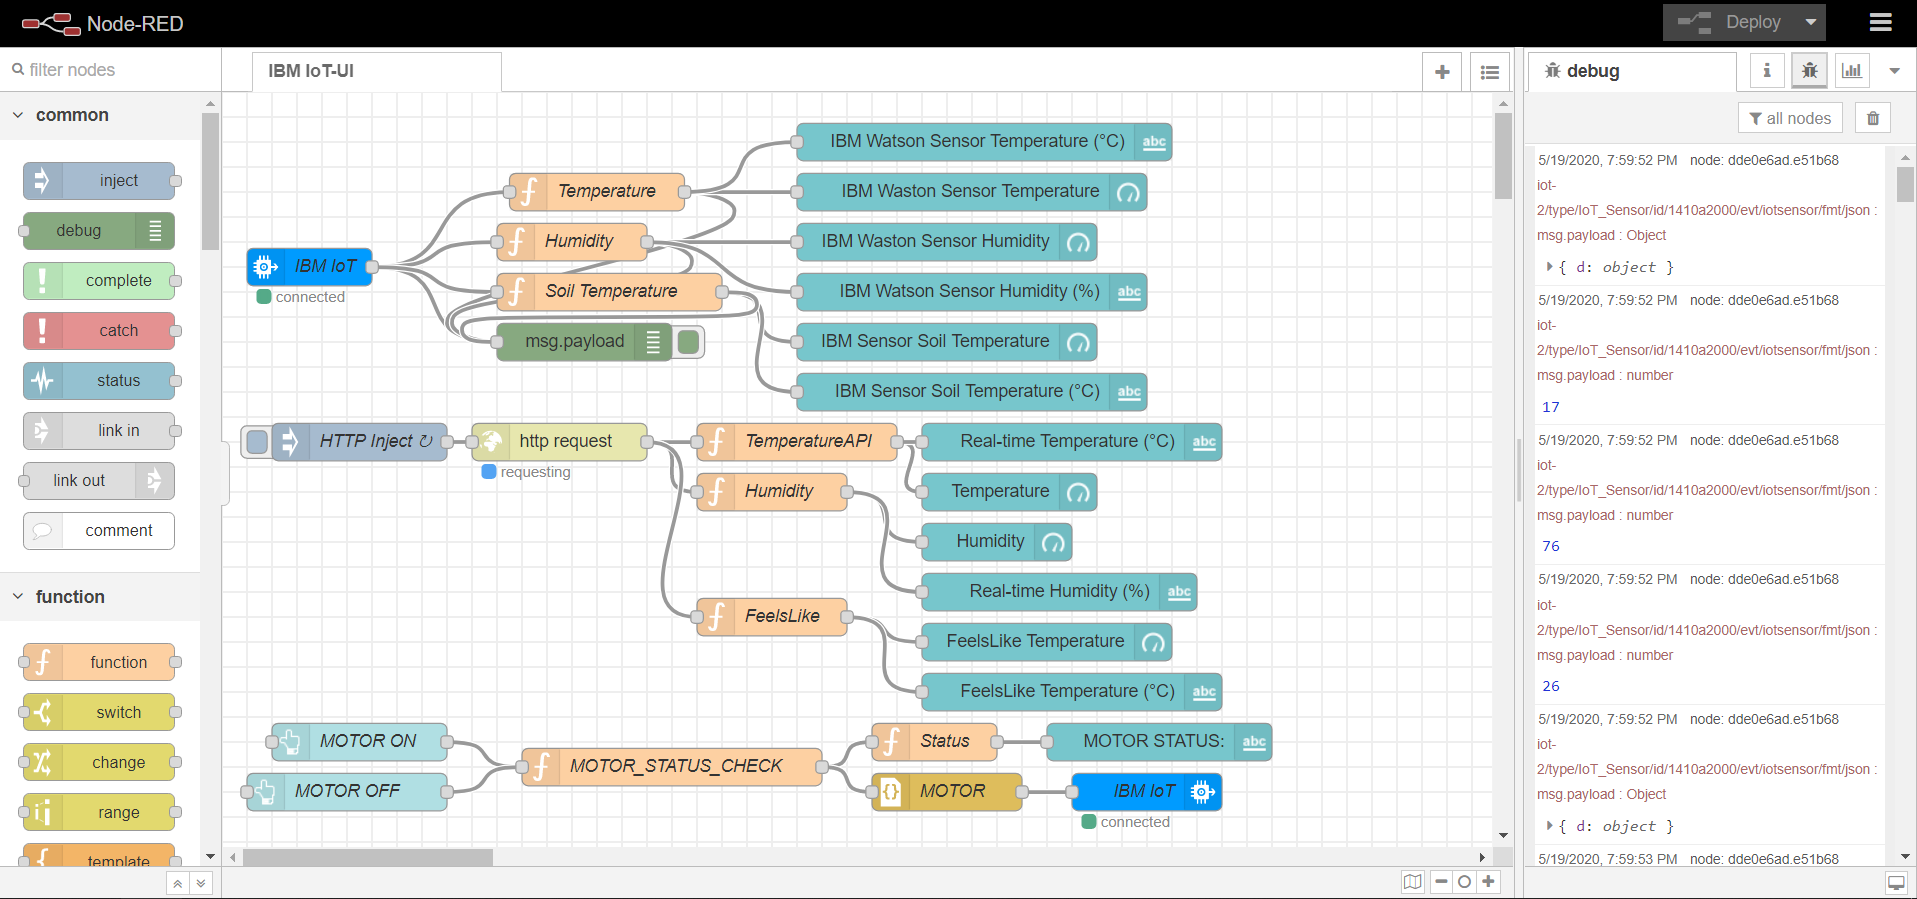 Node-RED
Deploy
filter nodes
IBM IoT-UI
debug
i
all nodes
common
inject
debug
complete
catch
status
link in
link out
comment
function
function
switch
change
range
template
IBM IoT
connected
Temperature
Humidity
Soil Temperature
msg.payload
IBM Watson Sensor Temperature (°C)
abc
IBM Waston Sensor Temperature
IBM Waston Sensor Humidity
IBM Watson Sensor Humidity (%)
abc
IBM Sensor Soil Temperature
IBM Sensor Soil Temperature (°C)
abc
HTTP Inject ↻
http request
requesting
TemperatureAPI
Humidity
FeelsLike
Real-time Temperature (°C)
abc
Temperature
Humidity
Real-time Humidity (%)
abc
FeelsLike Temperature
FeelsLike Temperature (°C)
abc
MOTOR ON
MOTOR OFF
MOTOR_STATUS_CHECK
Status
MOTOR STATUS:
abc
MOTOR
IBM IoT
connected
5/19/2020, 7:59:52 PM node: dde0e6ad.e51b68
iot-
2/type/IoT_Sensor/id/1410a2000/evt/iotsensor/fmt/json :
msg.payload : Object
{ d: object }
5/19/2020, 7:59:52 PM node: dde0e6ad.e51b68
iot-
2/type/IoT_Sensor/id/1410a2000/evt/iotsensor/fmt/json :
msg.payload : number
17
5/19/2020, 7:59:52 PM node: dde0e6ad.e51b68
iot-
2/type/IoT_Sensor/id/1410a2000/evt/iotsensor/fmt/json :
msg.payload : number
76
5/19/2020, 7:59:52 PM node: dde0e6ad.e51b68
iot-
2/type/IoT_Sensor/id/1410a2000/evt/iotsensor/fmt/json :
msg.payload : number
26
5/19/2020, 7:59:52 PM node: dde0e6ad.e51b68
iot-
2/type/IoT_Sensor/id/1410a2000/evt/iotsensor/fmt/json :
msg.payload : Object
{ d: object }
5/19/2020, 7:59:53 PM node: dde0e6ad.e51b68